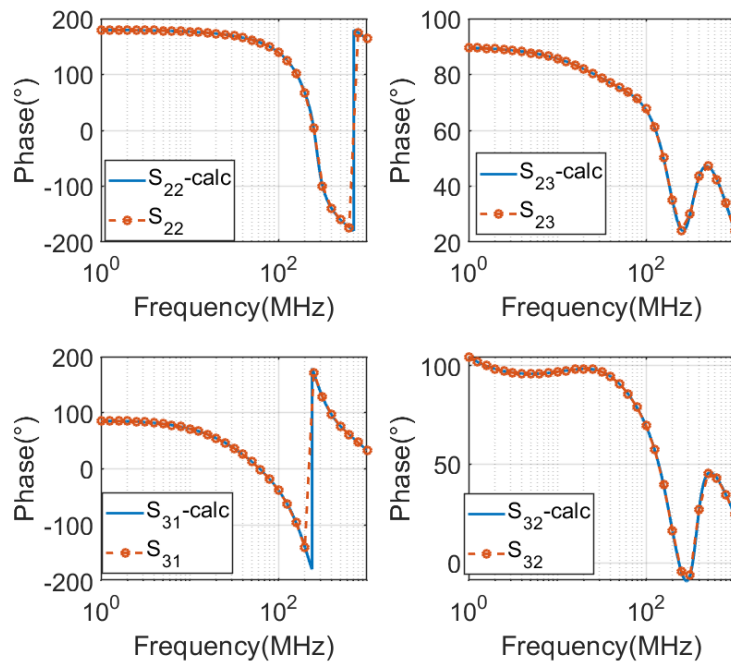 200
100
0
-100
-200
Phase(°)
S22-calc
S22
10^0
10^2
Frequency(MHz)
100
80
60
40
20
Phase(°)
S23-calc
S23
10^0
10^2
Frequency(MHz)
200
100
0
-100
-200
Phase(°)
S31-calc
S31
10^0
10^2
Frequency(MHz)
100
50
0
Phase(°)
S32-calc
S32
10^0
10^2
Frequency(MHz)